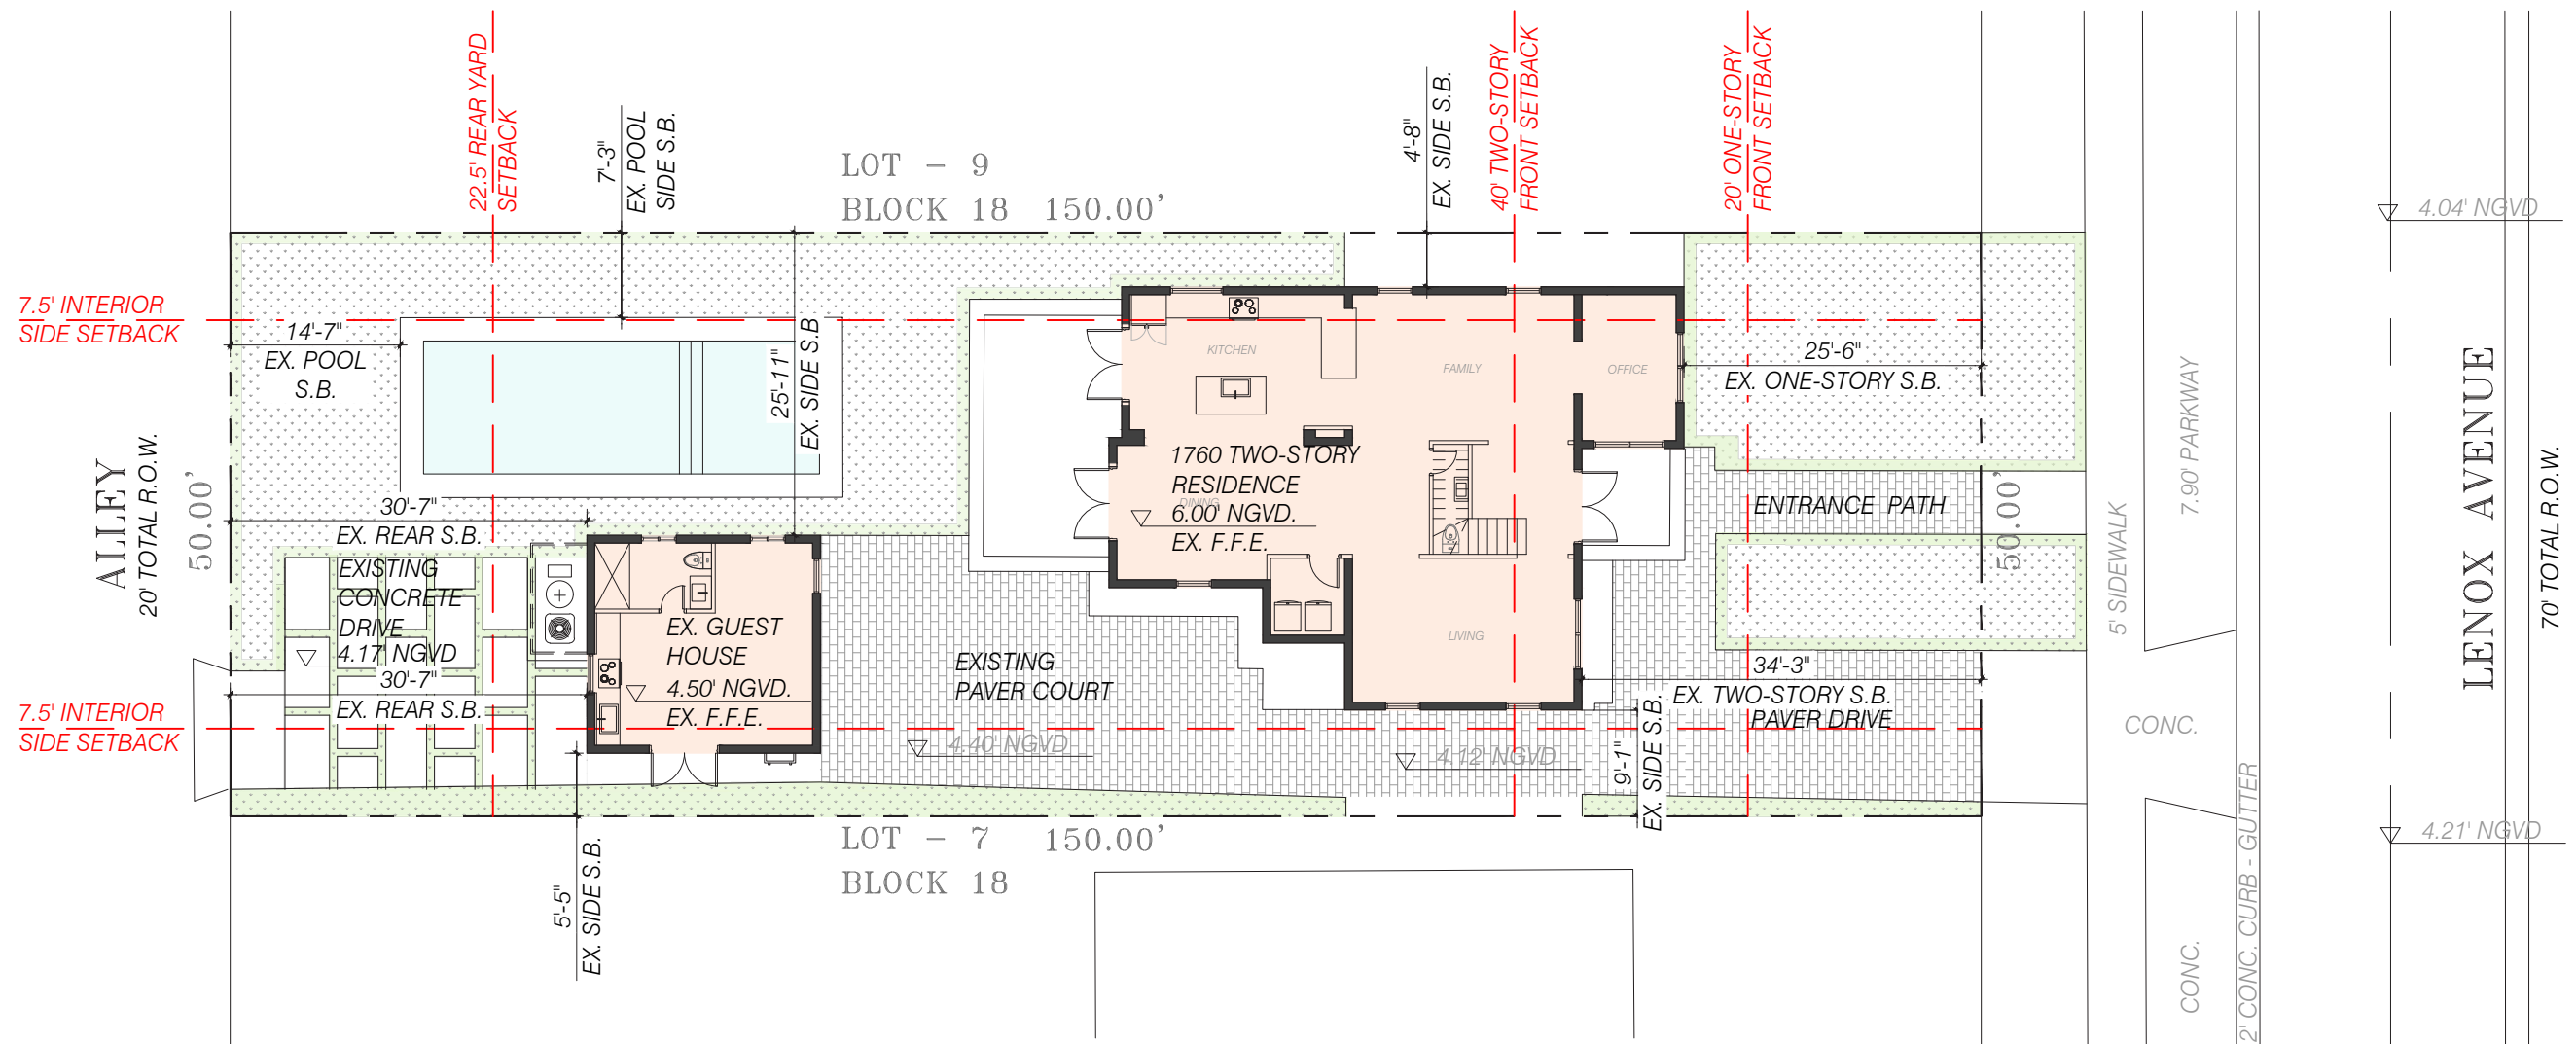 22.5' REAR YARD
SETBACK
7'-3"
EX. POOL
SIDE S.B.
LOT - 9
BLOCK 18 150.00'
4'-8"
EX. SIDE S.B.
40' TWO-STORY
FRONT SETBACK
20' ONE-STORY
FRONT SETBACK
4.04' NGVD
7.5' INTERIOR
SIDE SETBACK
14'-7"
EX. POOL
S.B.
25'-11"
EX. SIDE S.B
KITCHEN
FAMILY
OFFICE
25'-6"
EX. ONE-STORY S.B.
7.90' PARKWAY
LENOX AVENUE
70' TOTAL R.O.W.
ALLEY
20' TOTAL R.O.W.
50.00'
30'-7"
EX. REAR S.B.
1760 TWO-STORY
RESIDENCE
DINING
6.00' NGVD.
EX. F.F.E.
ENTRANCE PATH
50.00'
5' SIDEWALK
EXISTING
CONCRETE
DRIVE
4.17' NGVD
30'-7"
EX. REAR S.B.
EX. GUEST
HOUSE
4.50' NGVD.
EX. F.F.E.
EXISTING
PAVER COURT
LIVING
34'-3"
EX. TWO-STORY S.B.
PAVER DRIVE
7.5' INTERIOR
SIDE SETBACK
4.40' NGVD
4.12' NGVD
9'-1"
EX. SIDE S.B.
CONC.
LOT - 7 150.00'
BLOCK 18
5'-5"
EX. SIDE S.B.
4.21' NGVD
CONC.
2' CONC. CURB - GUTTER